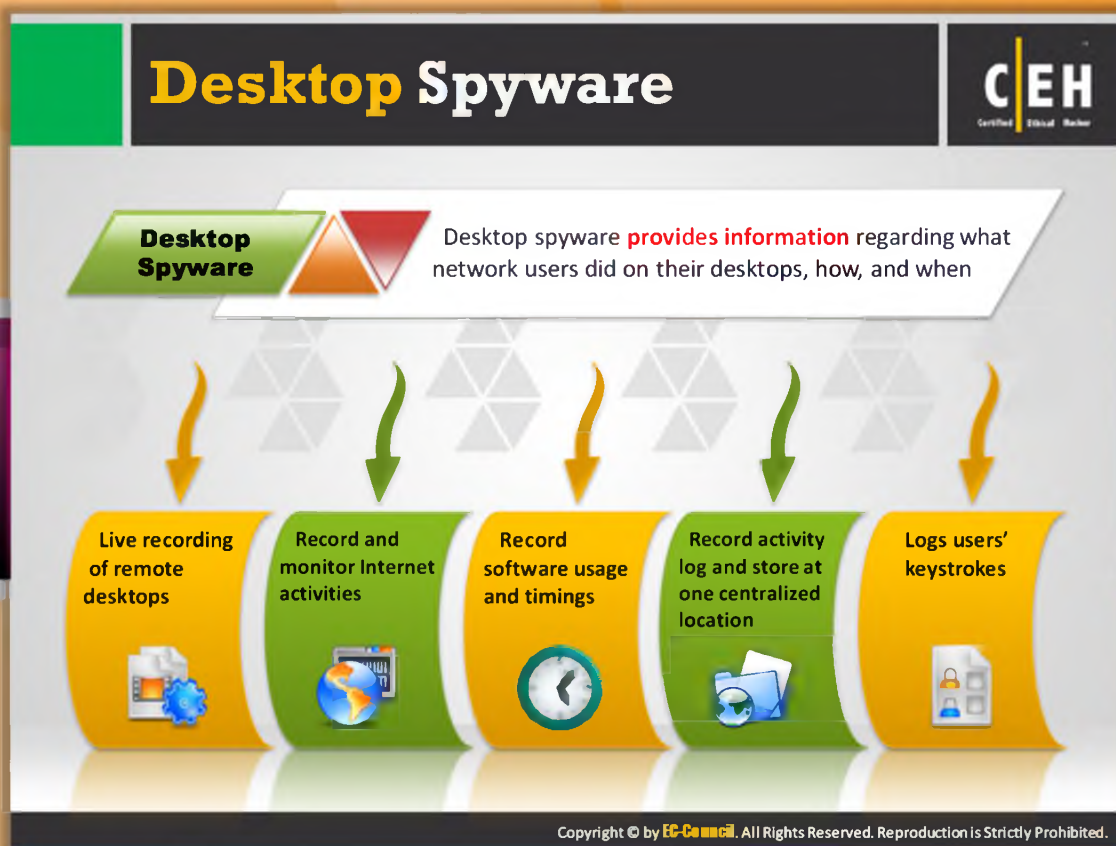 Desktop Spyware
CEH
Certified Ethical Hacker
Desktop
Spyware
Desktop spyware provides information regarding what
network users did on their desktops, how, and when
Live recording
of remote
desktops
Record and
monitor Internet
activities
Record
software usage
and timings
Record activity
log and store at
one centralized
location
Logs users’
keystrokes
Copyright © by EC-Council. All Rights Reserved. Reproduction is Strictly Prohibited.